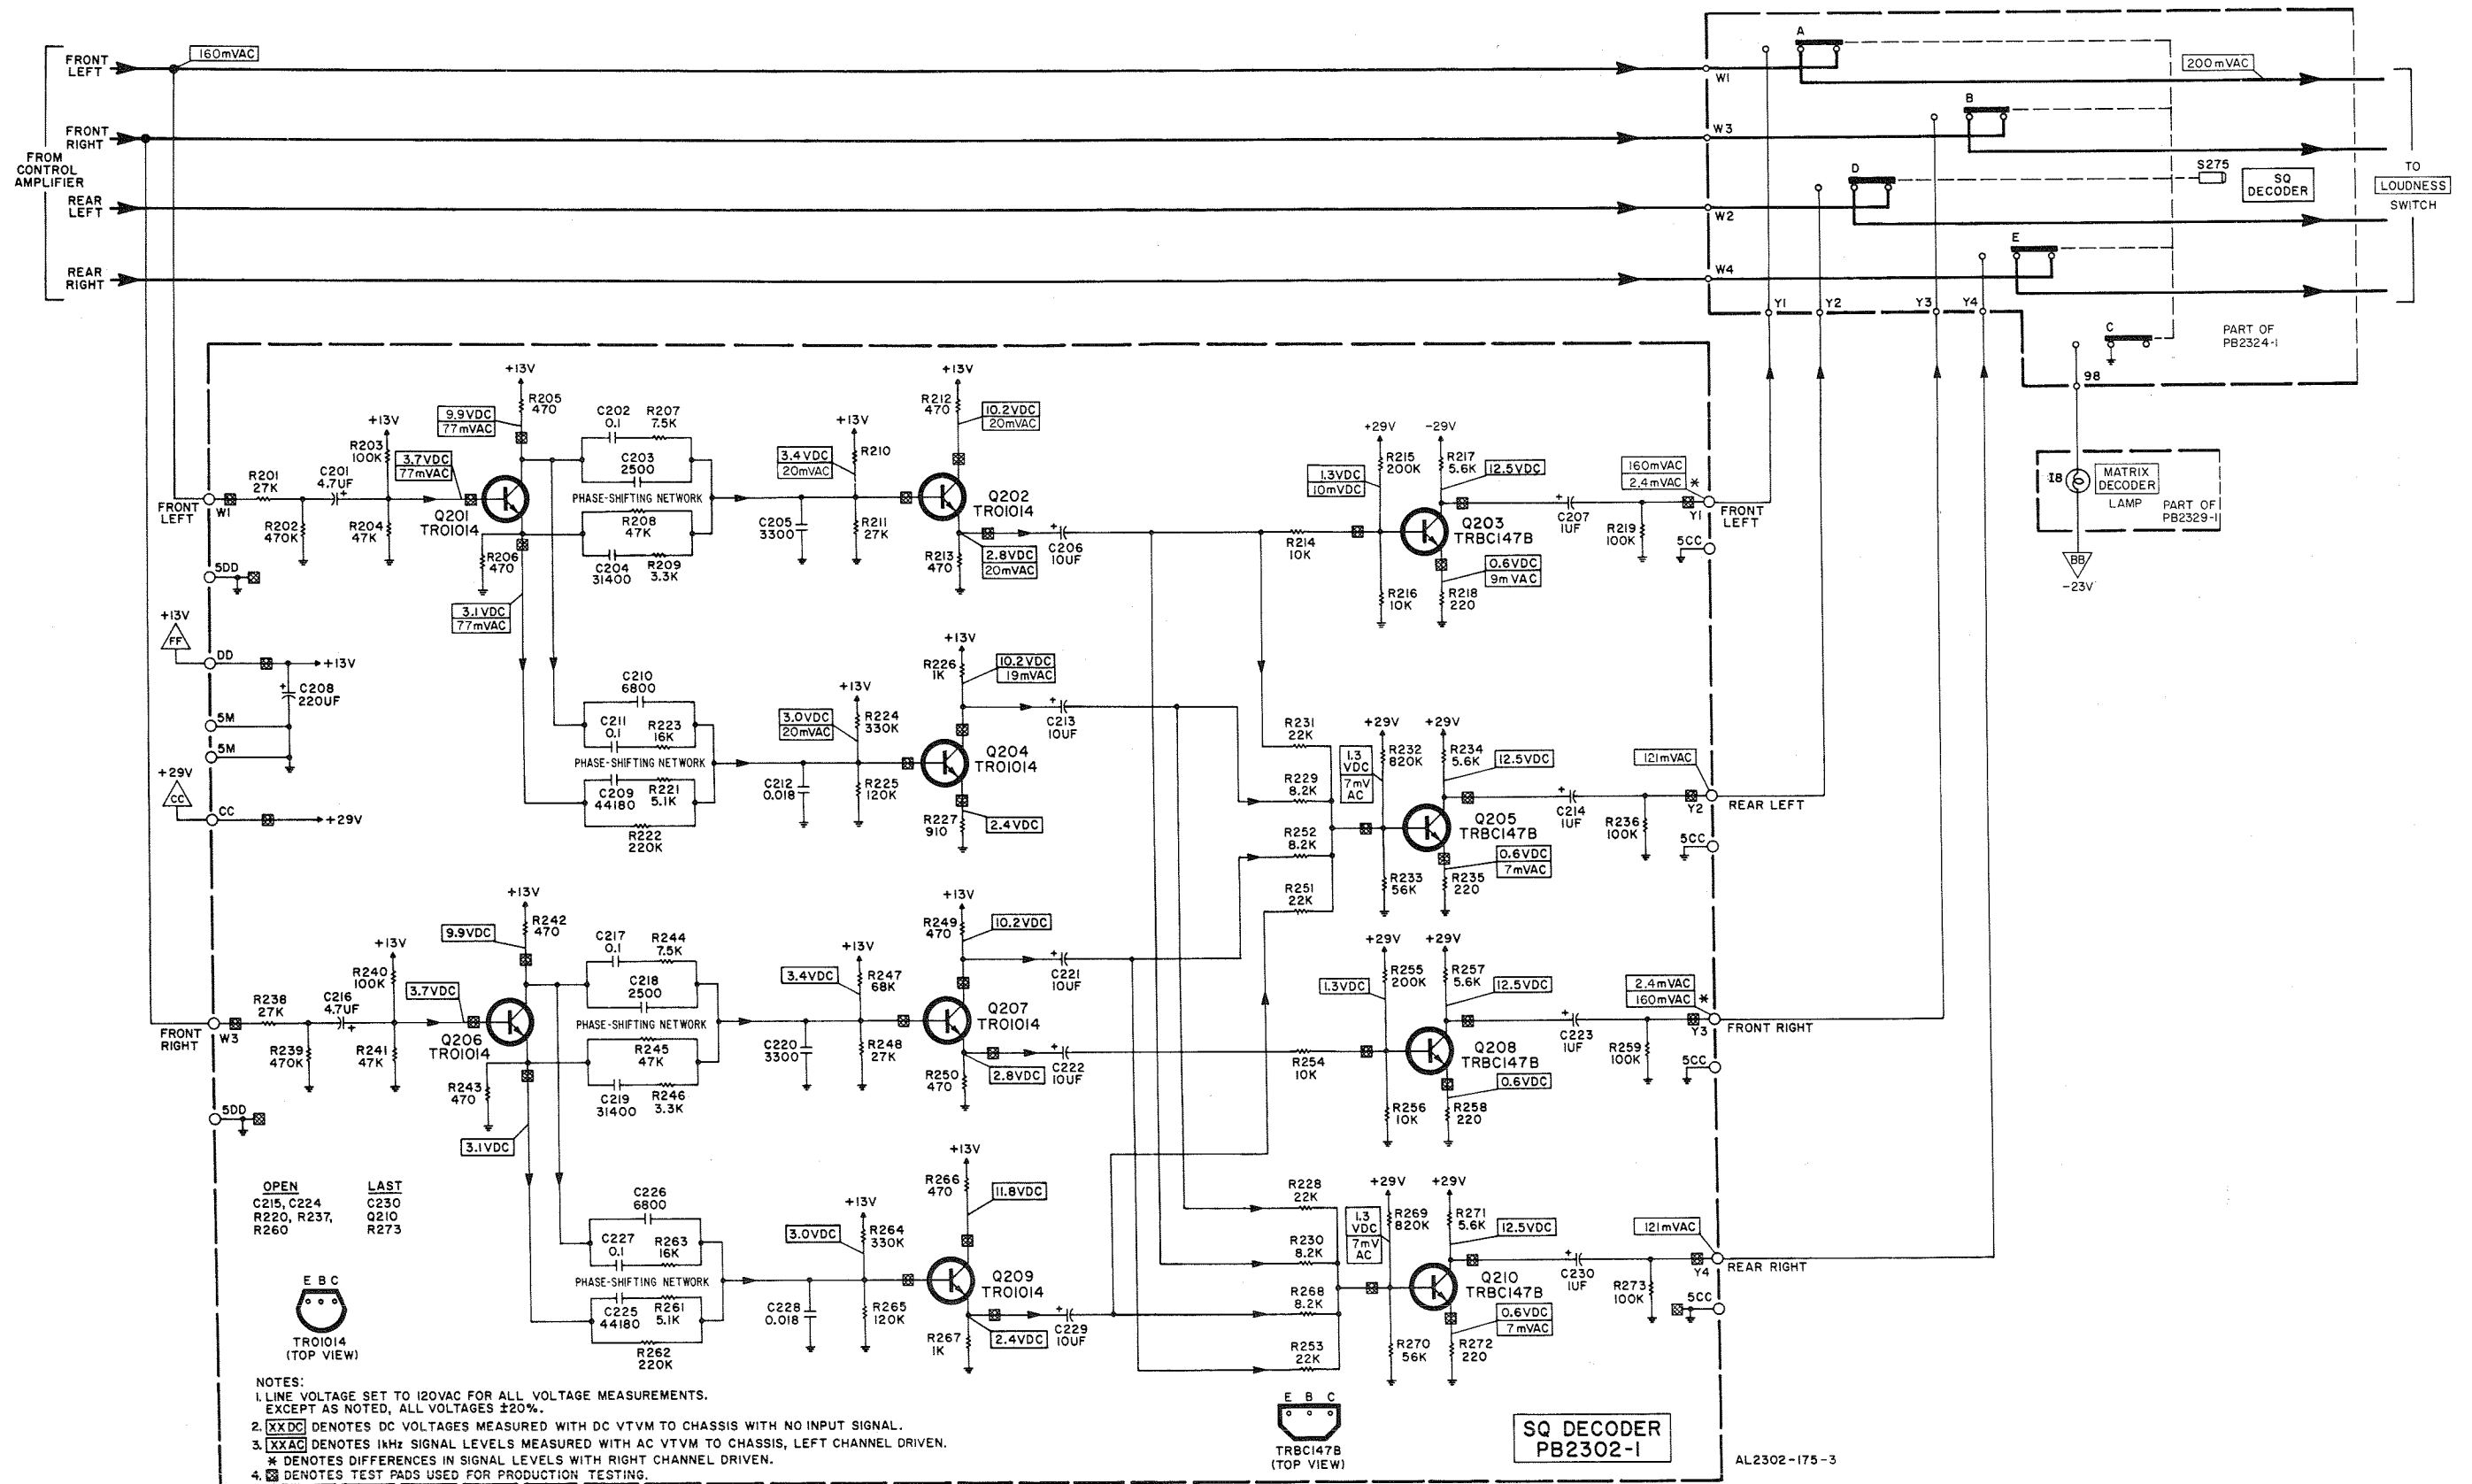 FROM
CONTROL
AMPLIFIER
FRONT
LEFT
160mVAC
FRONT
RIGHT
REAR
LEFT
REAR
RIGHT
W1
W3
W2
W4
A
B
D
E
C
200mVAC
S275
SQ
DECODER
TO
LOUDNESS
SWITCH
Y1
Y2
Y3
Y4
PART OF
PB2324-1
98
I8
MATRIX
DECODER
LAMP
PART OF
PB2329-1
BB
-23V
FRONT
LEFT
W1
R201
27K
R202
470K
C201
4.7UF
+
+13V
R203
100K
R204
47K
3.7VDC
77mVAC
9.9VDC
77mVAC
+13V
R205
470
Q201
TR01014
R206
470
3.1VDC
77mVAC
C202
0.1
R207
7.5K
C203
2500
PHASE-SHIFTING NETWORK
R208
47K
C204
31400
R209
3.3K
C205
3300
3.4VDC
20mVAC
+13V
R210
R211
27K
+13V
R212
470
10.2VDC
20mVAC
Q202
TR01014
R213
470
2.8VDC
20mVAC
+
C206
10UF
R214
10K
1.3VDC
10mVDC
+29V
R215
200K
R216
10K
-29V
R217
5.6K
12.5VDC
Q203
TRBC147B
0.6VDC
9mVAC
R218
220
+
C207
1UF
R219
100K
160mVAC
2.4mVAC
*
Y1
FRONT
LEFT
5CC
5DD
+13V
FF
DD
+13V
+
C208
220UF
5M
5M
+29V
CC
CC
+29V
C210
6800
C211
0.1
R223
16K
PHASE-SHIFTING NETWORK
C209
44180
R221
5.1K
R222
220K
C212
0.018
3.0VDC
20mVAC
+13V
R224
330K
R225
120K
+13V
R226
1K
10.2VDC
19mVAC
Q204
TR01014
R227
910
2.4VDC
+
C213
10UF
R231
22K
R229
8.2K
R252
8.2K
R251
22K
1.3
VDC
7mV
AC
+29V
R232
820K
R233
56K
+29V
R234
5.6K
12.5VDC
Q205
TRBC147B
0.6VDC
7mVAC
R235
220
+
C214
1UF
R236
100K
121mVAC
Y2
REAR LEFT
5CC
FRONT
RIGHT
W3
R238
27K
R239
470K
C216
4.7UF
+
+13V
R240
100K
R241
47K
3.7VDC
9.9VDC
+13V
R242
470
Q206
TR01014
R243
470
3.1VDC
C217
0.1
R244
7.5K
C218
2500
PHASE-SHIFTING NETWORK
R245
47K
C219
31400
R246
3.3K
C220
3300
3.4VDC
+13V
R247
68K
R248
27K
+13V
R249
470
10.2VDC
Q207
TR01014
R250
470
2.8VDC
+
C221
10UF
+
C222
10UF
R254
10K
1.3VDC
+29V
R255
200K
R256
10K
+29V
R257
5.6K
12.5VDC
Q208
TRBC147B
0.6VDC
R258
220
+
C223
1UF
R259
100K
2.4mVAC
160mVAC
*
Y3
FRONT RIGHT
5CC
5DD
C226
6800
C227
0.1
R263
16K
PHASE-SHIFTING NETWORK
C225
44180
R261
5.1K
R262
220K
C228
0.018
3.0VDC
+13V
R264
330K
R265
120K
+13V
R266
470
11.8VDC
Q209
TR01014
R267
1K
2.4VDC
+
C229
10UF
R228
22K
R230
8.2K
R268
8.2K
R253
22K
1.3
VDC
7mV
AC
+29V
R269
820K
R270
56K
+29V
R271
5.6K
12.5VDC
Q210
TRBC147B
0.6VDC
7mVAC
R272
220
+
C230
1UF
R273
100K
121mVAC
Y4
REAR RIGHT
5CC
OPEN
C215, C224
R220, R237,
R260
LAST
C230
Q210
R273
E B C
TR01014
(TOP VIEW)
NOTES:
1. LINE VOLTAGE SET TO 120VAC FOR ALL VOLTAGE MEASUREMENTS.
EXCEPT AS NOTED, ALL VOLTAGES ±20%.
2. XXDC DENOTES DC VOLTAGES MEASURED WITH DC VTVM TO CHASSIS WITH NO INPUT SIGNAL.
3. XXAC DENOTES 1kHz SIGNAL LEVELS MEASURED WITH AC VTVM TO CHASSIS, LEFT CHANNEL DRIVEN.
* DENOTES DIFFERENCES IN SIGNAL LEVELS WITH RIGHT CHANNEL DRIVEN.
4. DENOTES TEST PADS USED FOR PRODUCTION TESTING.
E B C
TRBC147B
(TOP VIEW)
SQ DECODER
PB2302-1
AL2302-175-3